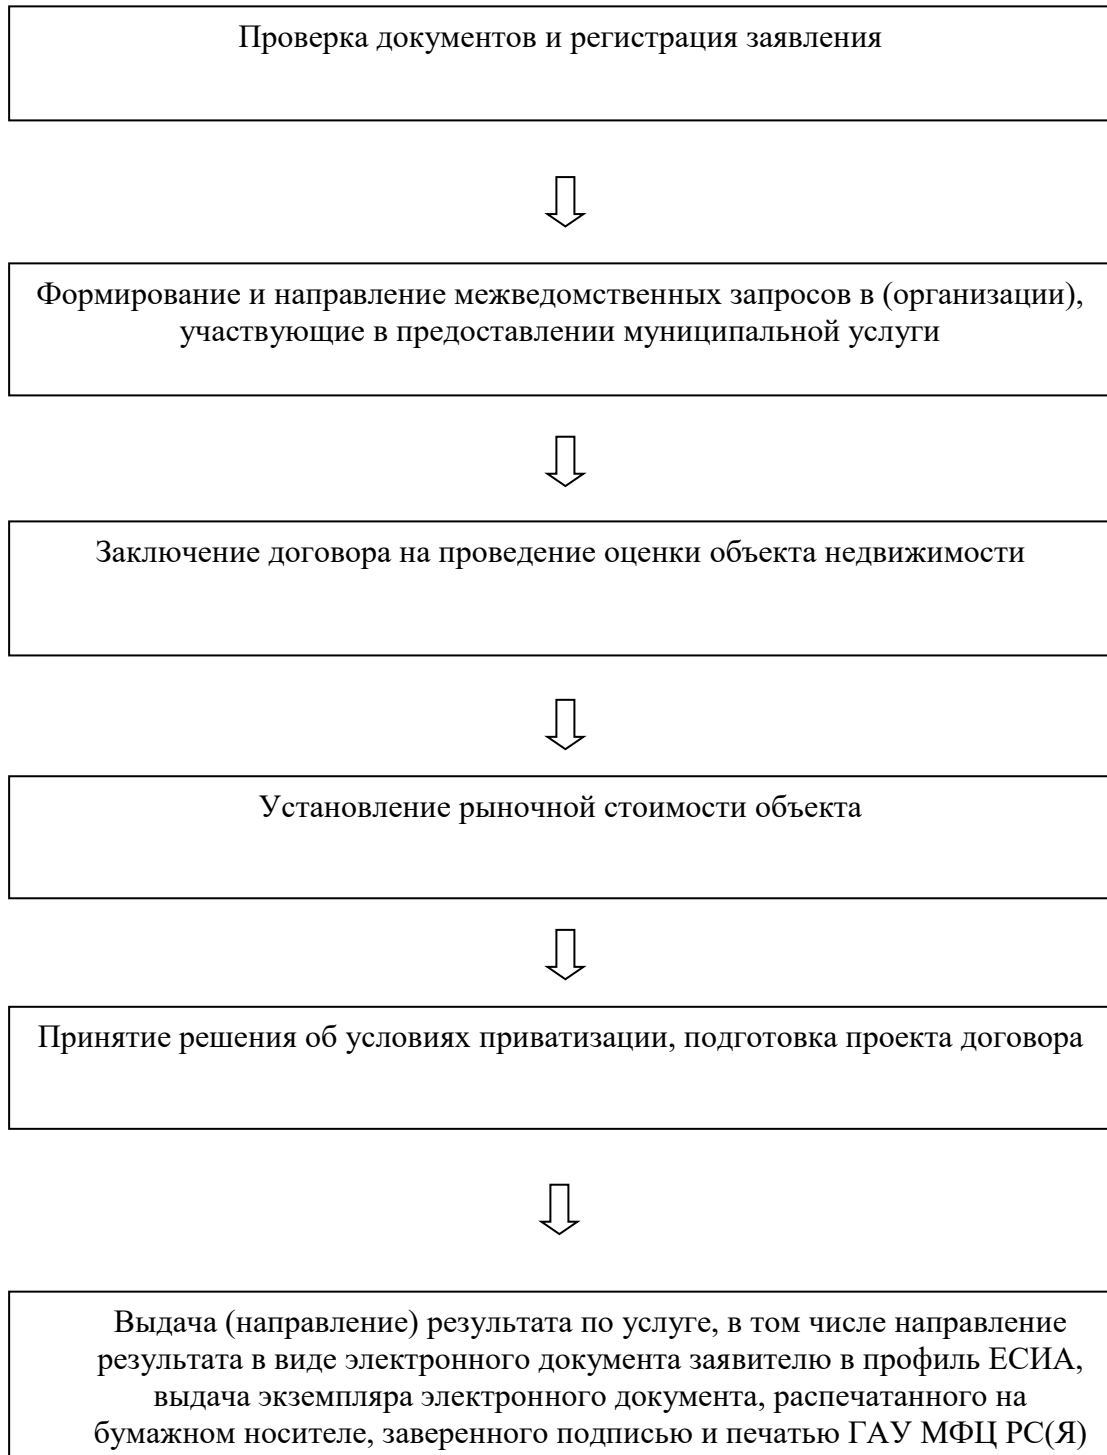 Проверка документов и регистрация заявления
Формирование и направление межведомственных запросов в (организации),
участвующие в предоставлении муниципальной услуги
Заключение договора на проведение оценки объекта недвижимости
Установление рыночной стоимости объекта
Принятие решения об условиях приватизации, подготовка проекта договора
Выдача (направление) результата по услуге, в том числе направление
результата в виде электронного документа заявителю в профиль ЕСИА,
выдача экземпляра электронного документа, распечатанного на
бумажном носителе, заверенного подписью и печатью ГАУ МФЦ РС(Я)